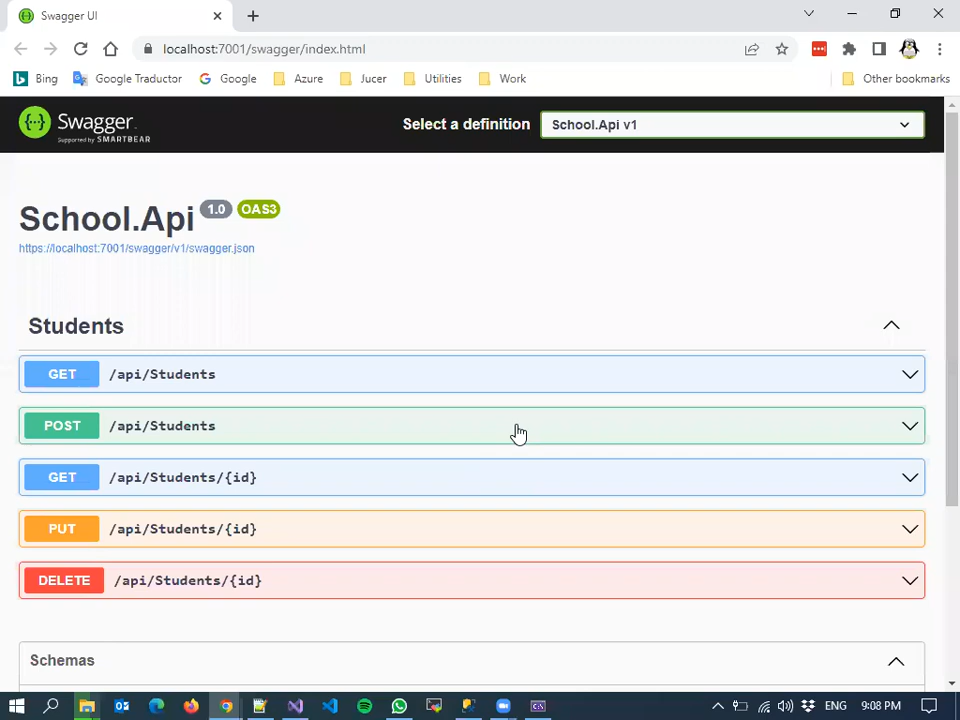 Swagger UI
localhost:7001/swagger/index.html
Bing
Google Traductor
Google
Azure
Jucer
Utilities
Work
Other bookmarks
Swagger.
Supported by SMARTBEAR
Select a definition
School.Api v1
School.Api 1.0 OAS3
https://localhost:7001/swagger/v1/swagger.json
Students
GET /api/Students
POST /api/Students
GET /api/Students/{id}
PUT /api/Students/{id}
DELETE /api/Students/{id}
Schemas
ENG
9:08 PM